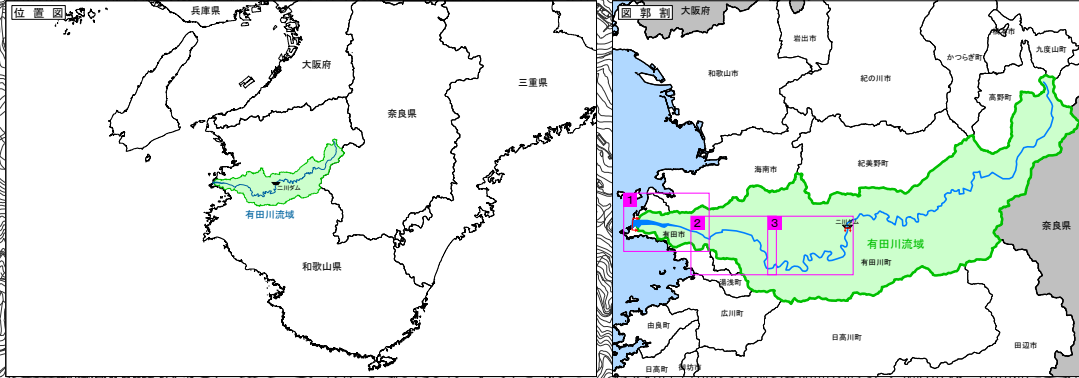 位置図
兵庫県
大阪府
三重県
奈良県
二川ダム
有田川流域
和歌山県
図郭割
大阪府
岩出市
和歌山市
紀の川市
かつらぎ町
九度山町
高野町
海南市
紀美野町
1
2
3
有田市
二川ダム
有田川流域
有田川町
奈良県
湯浅町
広川町
由良町
日高川町
田辺市
日高町
御坊市